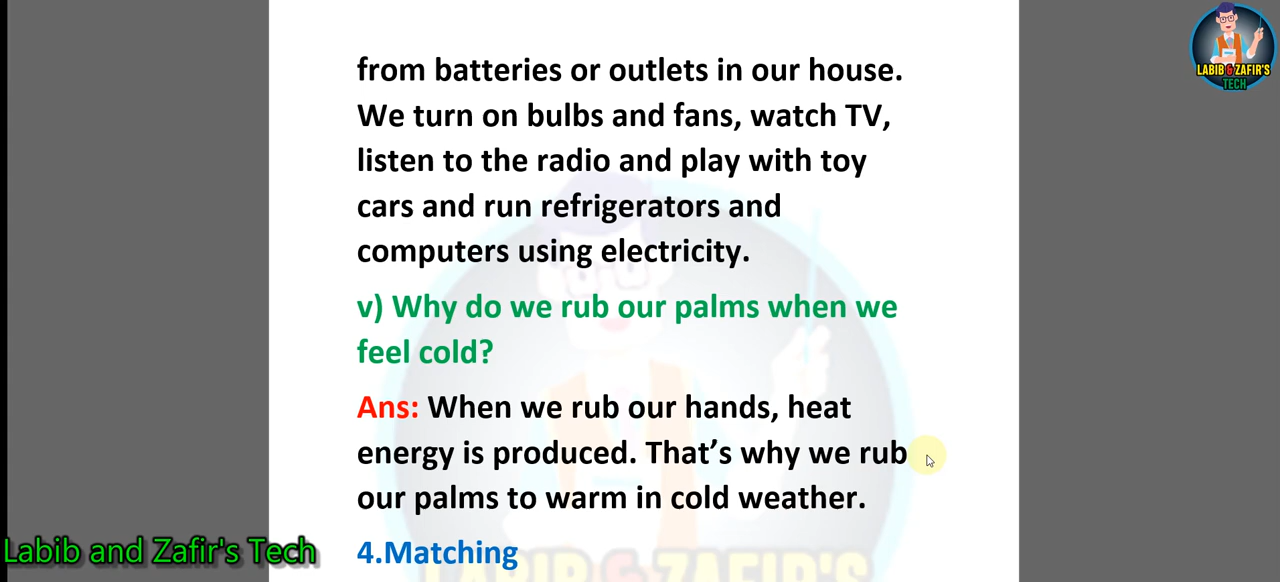 from batteries or outlets in our house.
We turn on bulbs and fans, watch TV,
listen to the radio and play with toy
cars and run refrigerators and
computers using electricity.
v) Why do we rub our palms when we
feel cold?
Ans: When we rub our hands, heat
energy is produced. That’s why we rub
our palms to warm in cold weather.
4.Matching
Labib and Zafir's Tech
LABIB & ZAFIR'S
TECH
LABIB & ZAFIR'S